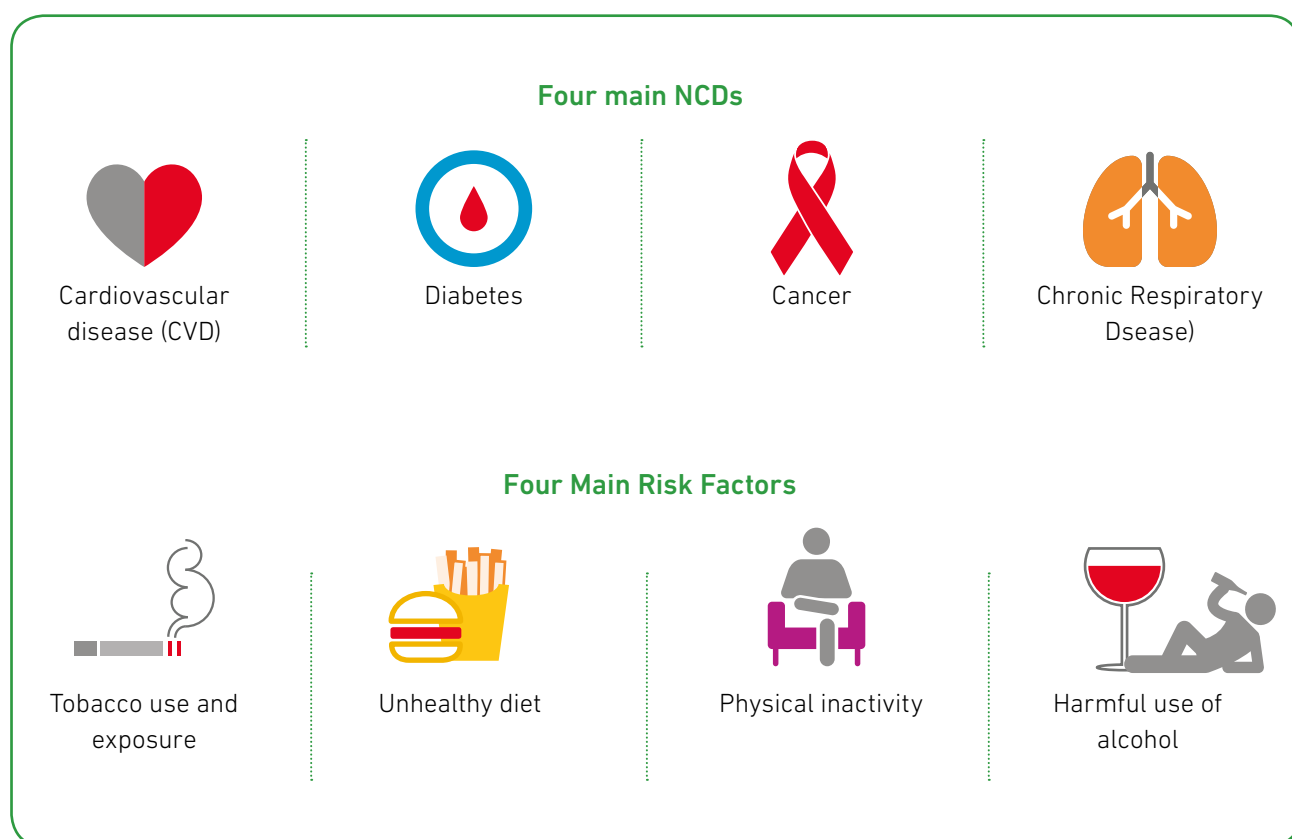 Four main NCDs
Cardiovascular
disease (CVD)
Diabetes
Cancer
Chronic Respiratory
Dsease)
Four Main Risk Factors
Tobacco use and
exposure
Unhealthy diet
Physical inactivity
Harmful use of
alcohol